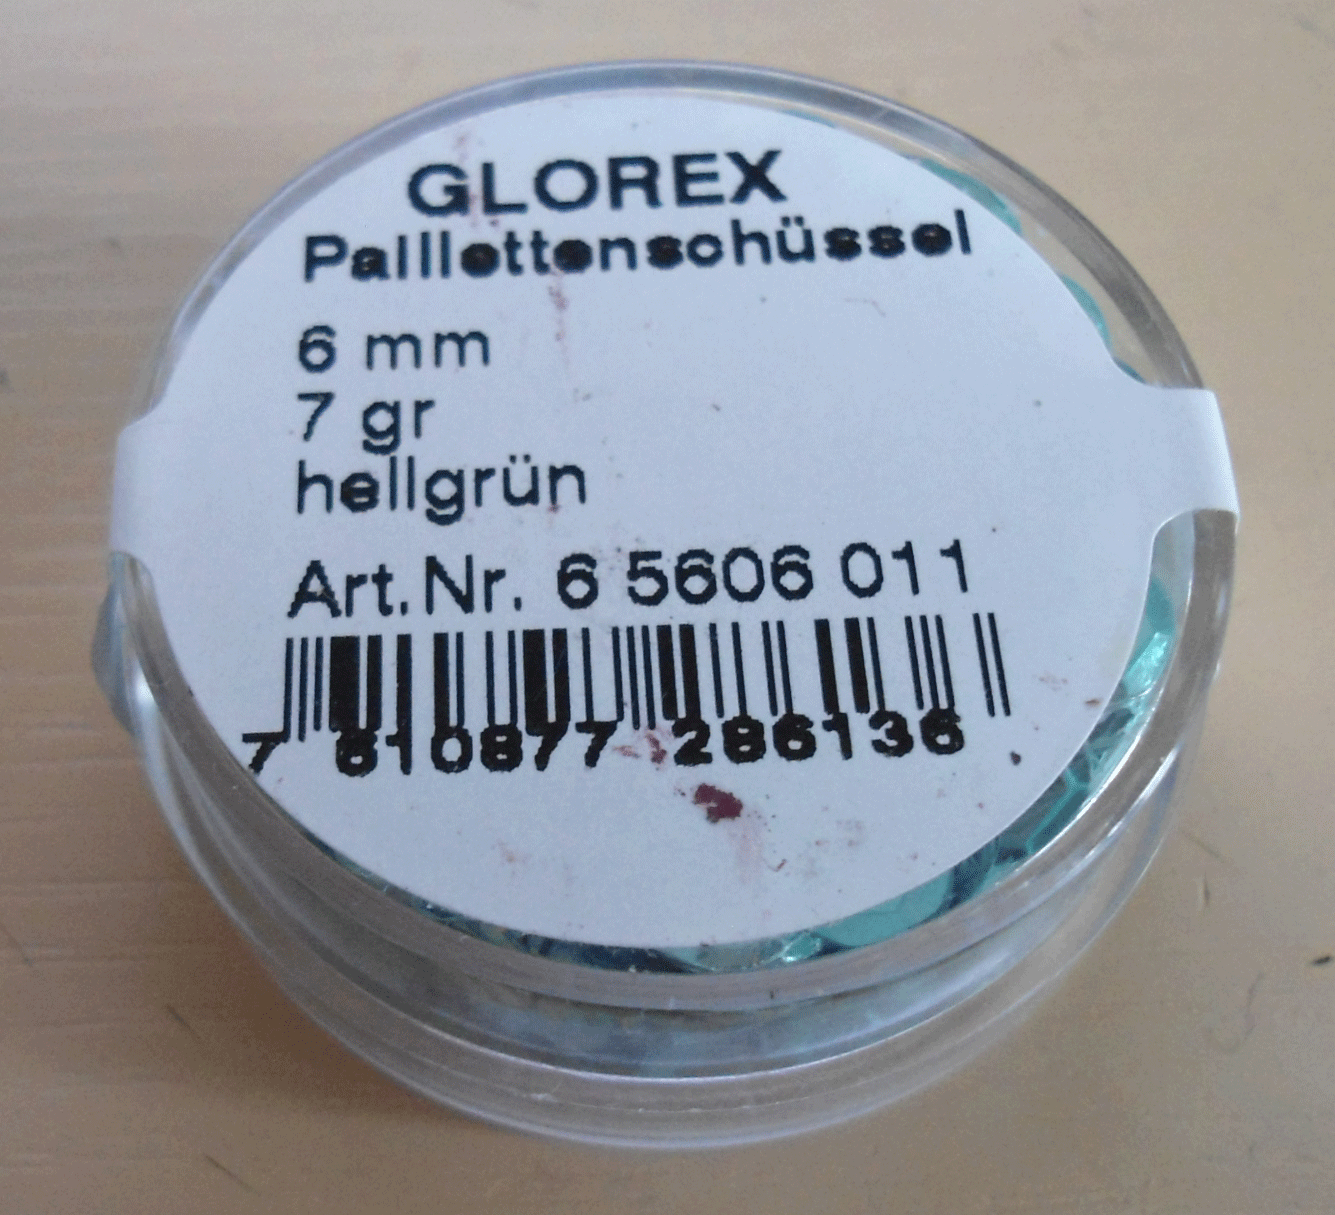 GLOREX
Paillettenschüssel
6 mm
7 gr
hellgrün
Art.Nr. 6 5606 011
7 610877 286136